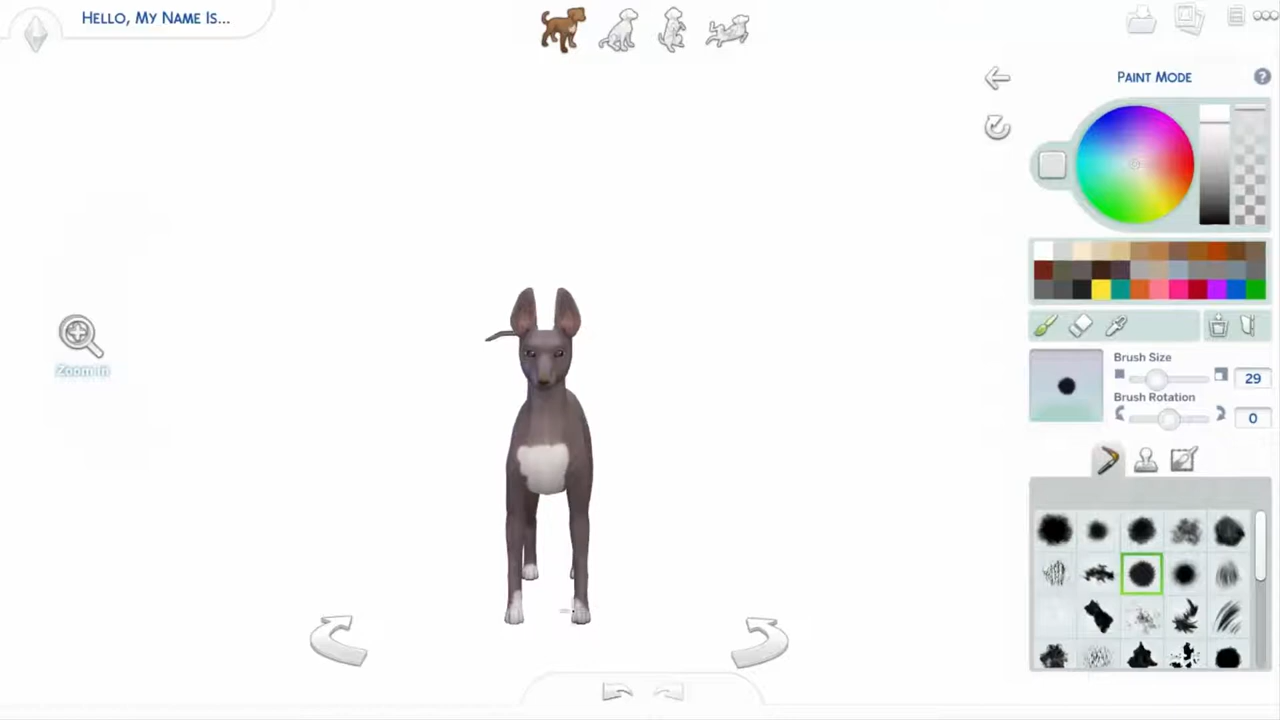 Hello, My Name Is...
Paint Mode
?
Zoom in
Brush Size
29
Brush Rotation
0